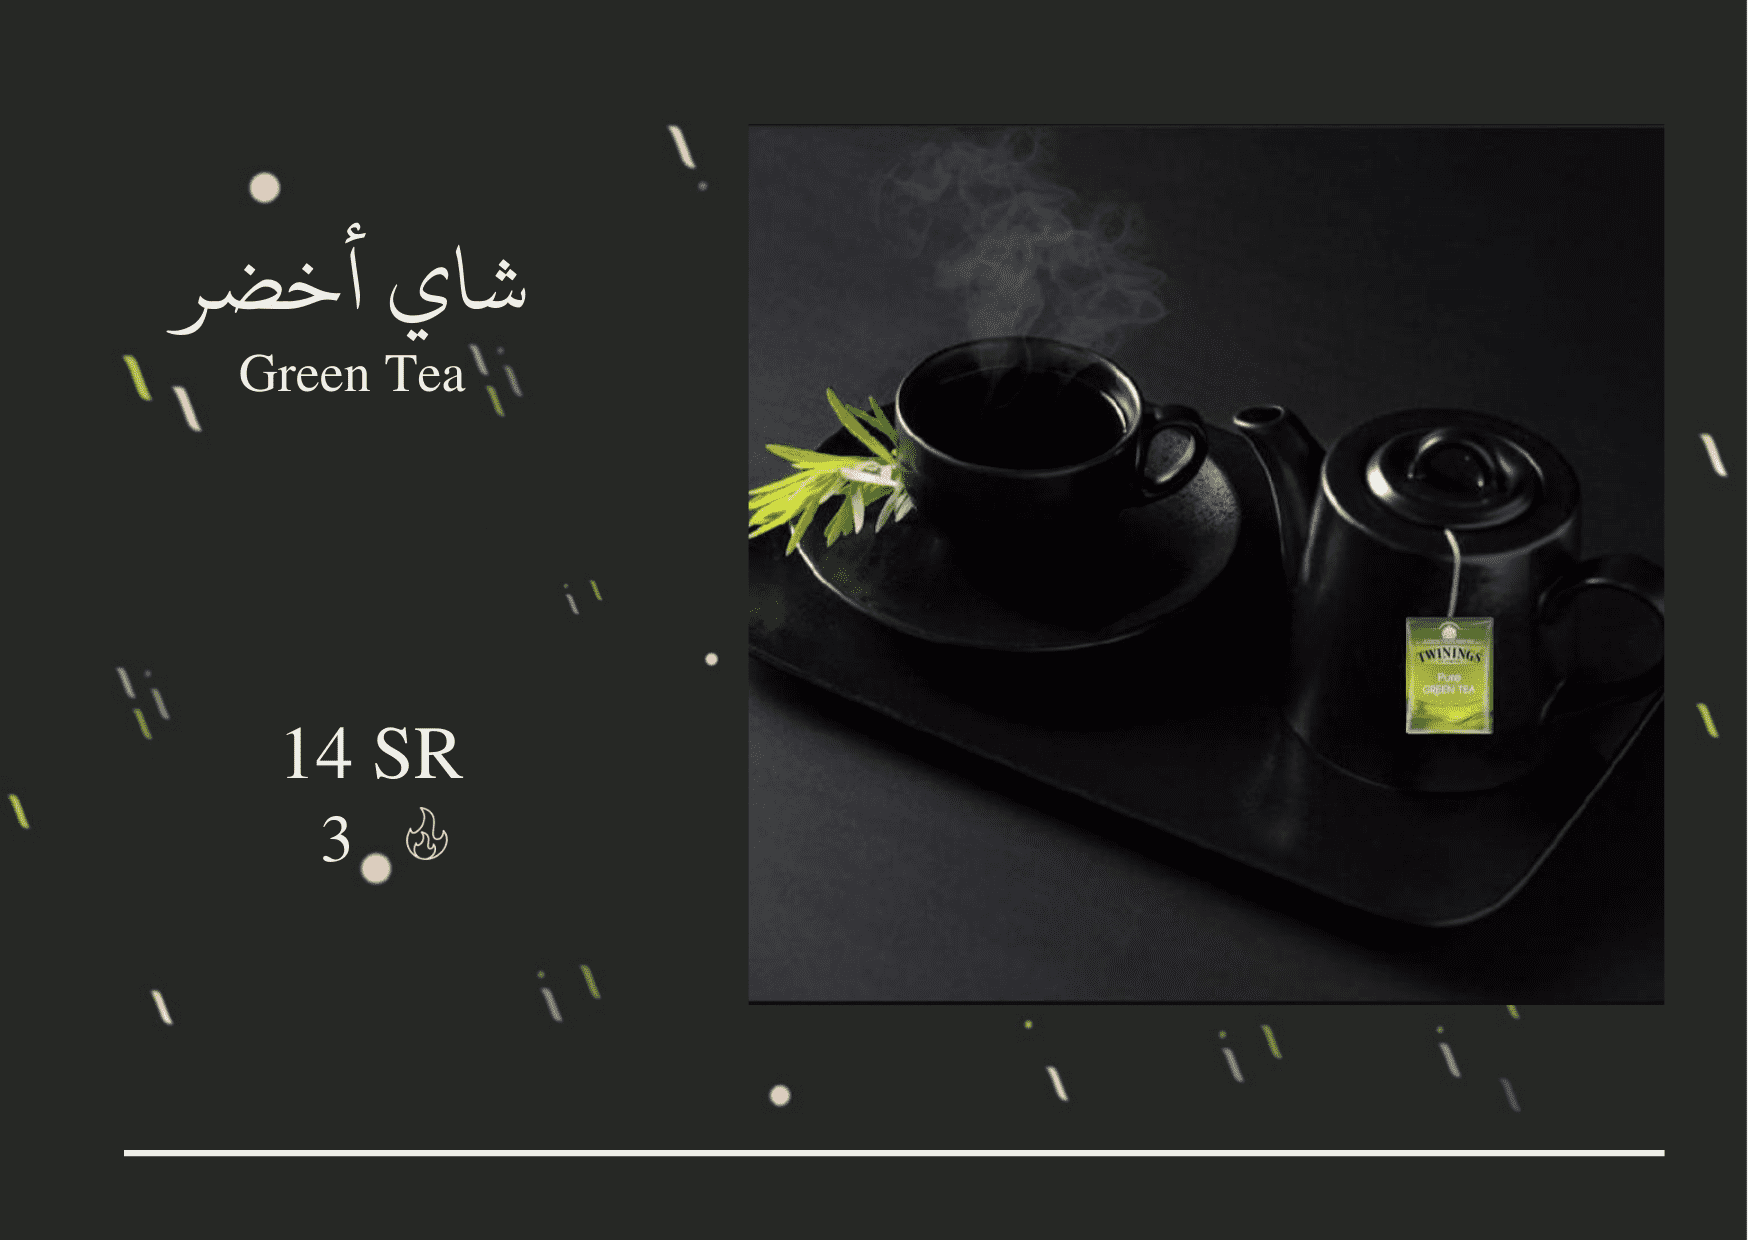 شاي أخضر
Green Tea
14 SR
3
TWININGS
Pure
GREEN TEA